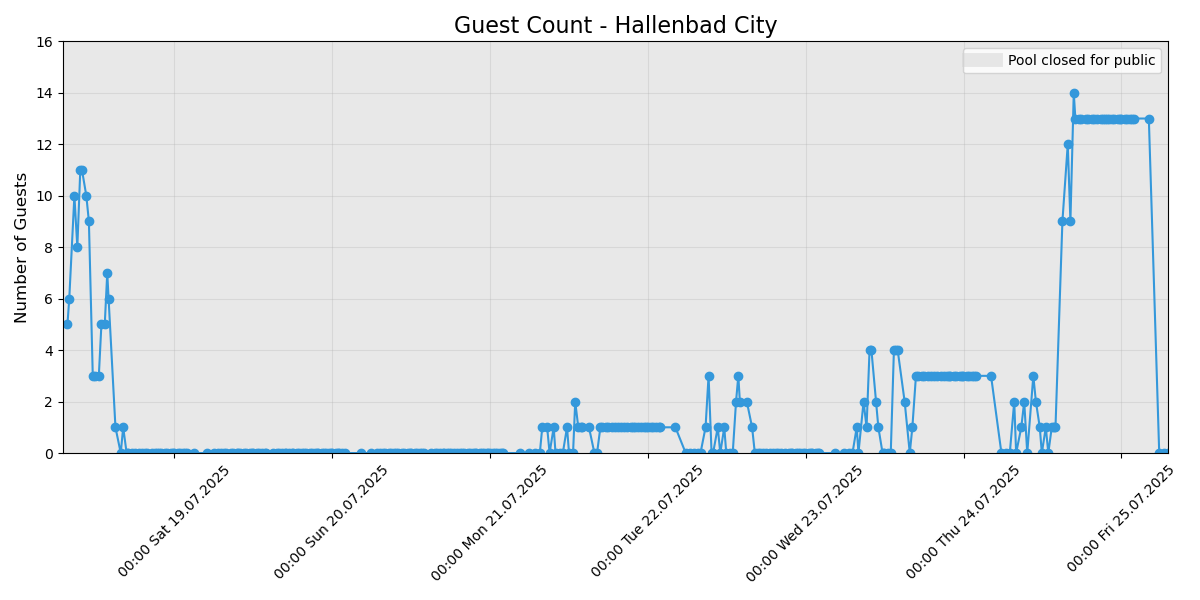 Guest Count - Hallenbad City
Pool closed for public
Number of Guests
16
14
12
10
8
6
4
2
0
00:00 Sat 19.07.2025
00:00 Sun 20.07.2025
00:00 Mon 21.07.2025
00:00 Tue 22.07.2025
00:00 Wed 23.07.2025
00:00 Thu 24.07.2025
00:00 Fri 25.07.2025